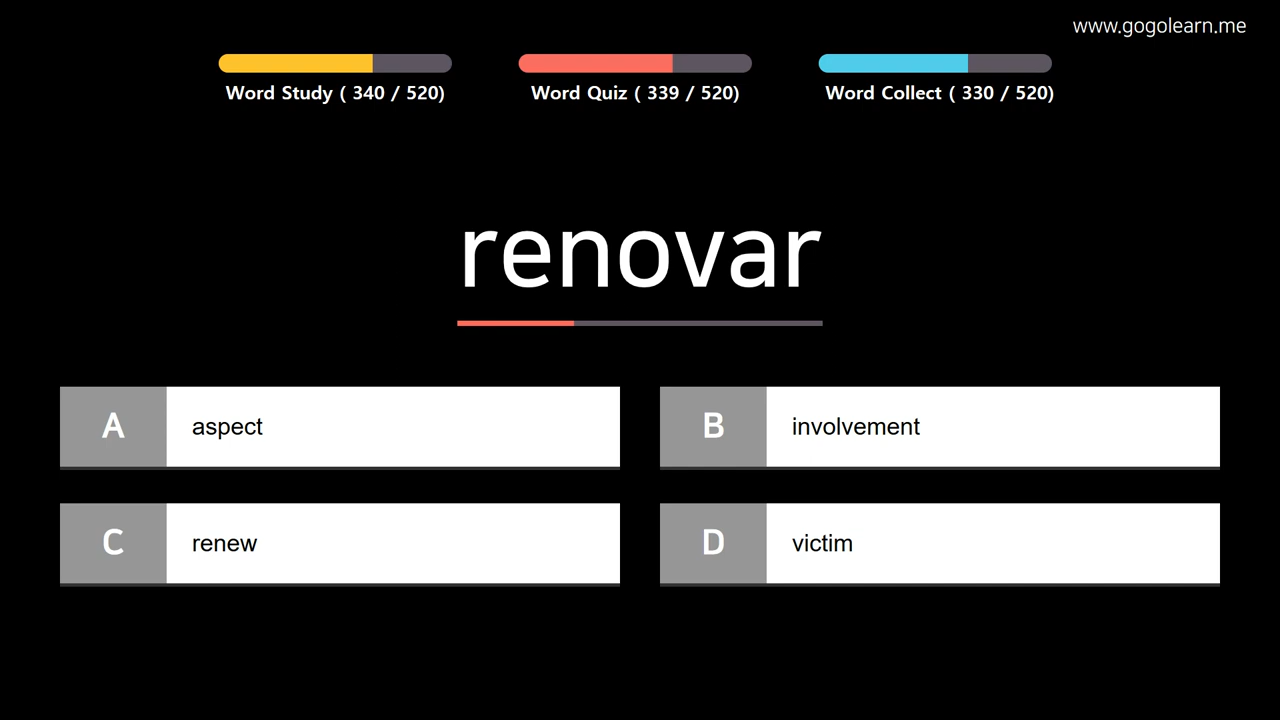 www.gogolearn.me
Word Study ( 340 / 520)
Word Quiz ( 339 / 520)
Word Collect ( 330 / 520)
renovar
A aspect
B involvement
C renew
D victim